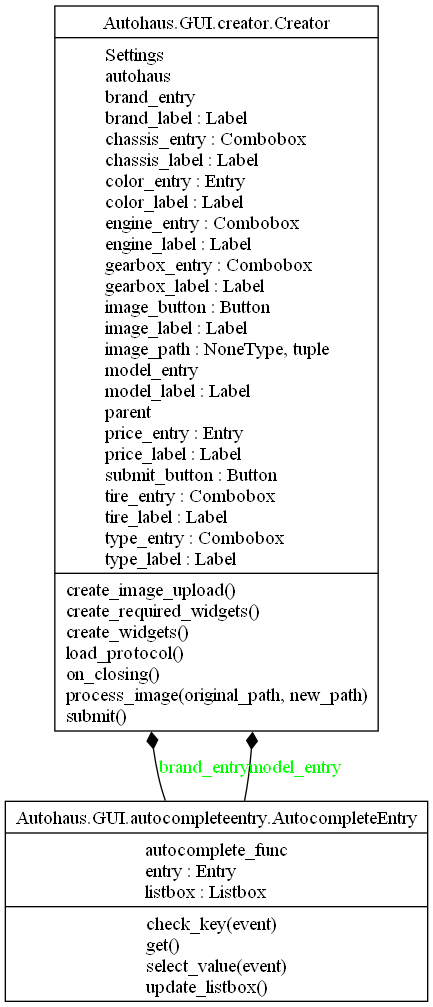 Autohaus.GUI.creator.Creator
Settings
autohaus
brand_entry
brand_label : Label
chassis_entry : Combobox
chassis_label : Label
color_entry : Entry
color_label : Label
engine_entry : Combobox
engine_label : Label
gearbox_entry : Combobox
gearbox_label : Label
image_button : Button
image_label : Label
image_path : NoneType, tuple
model_entry
model_label : Label
parent
price_entry : Entry
price_label : Label
submit_button : Button
tire_entry : Combobox
tire_label : Label
type_entry : Combobox
type_label : Label
create_image_upload()
create_required_widgets()
create_widgets()
load_protocol()
on_closing()
process_image(original_path, new_path)
submit()
brand_entry model_entry
Autohaus.GUI.autocompleteentry.AutocompleteEntry
autocomplete_func
entry : Entry
listbox : Listbox
check_key(event)
get()
select_value(event)
update_listbox()